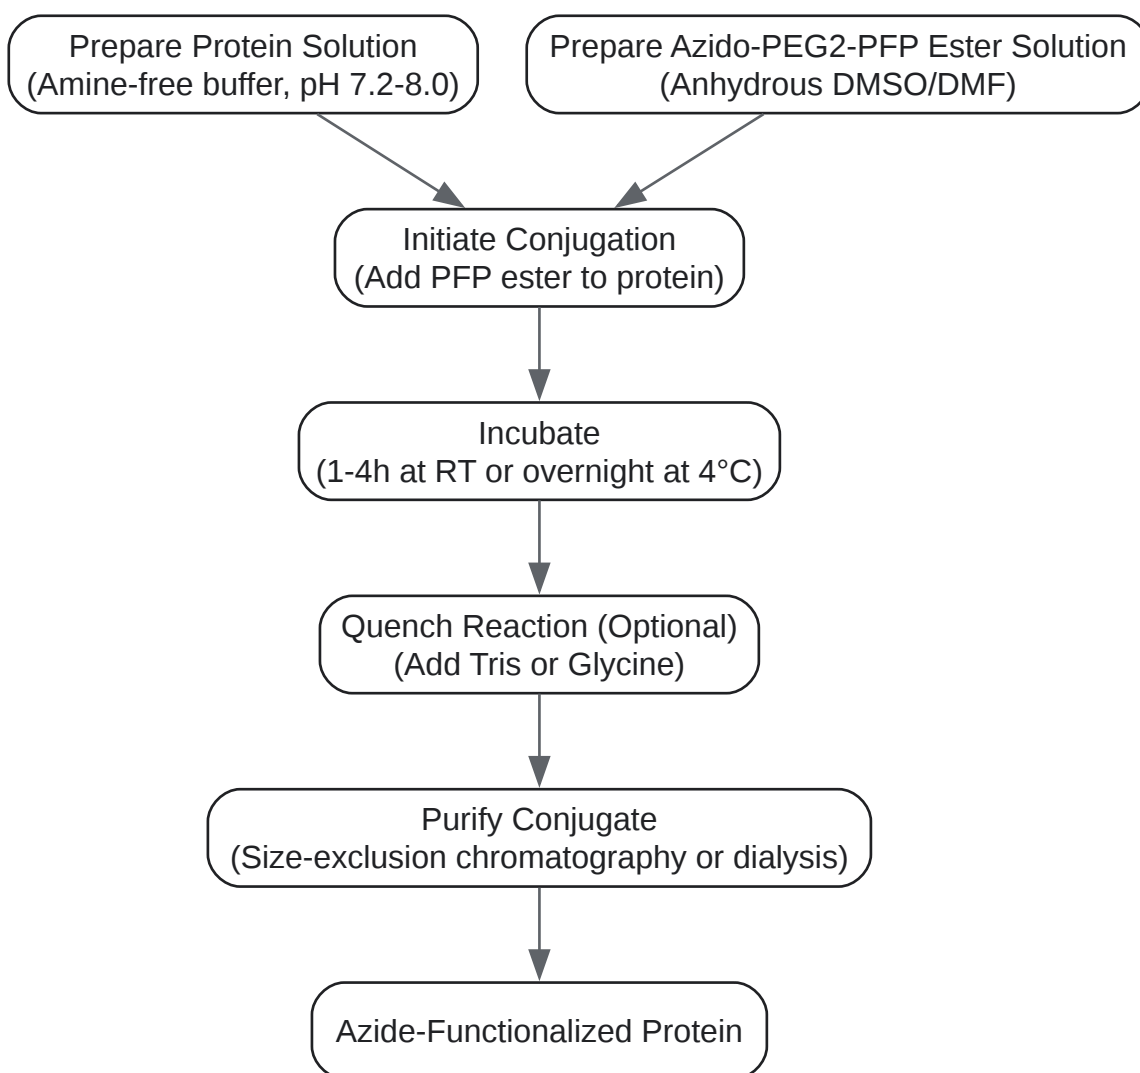 Prepare Protein Solution
(Amine-free buffer, pH 7.2-8.0)
Prepare Azido-PEG2-PFP Ester Solution
(Anhydrous DMSO/DMF)
Initiate Conjugation
(Add PFP ester to protein)
Incubate
(1-4h at RT or overnight at 4°C)
Quench Reaction (Optional)
(Add Tris or Glycine)
Purify Conjugate
(Size-exclusion chromatography or dialysis)
Azide-Functionalized Protein